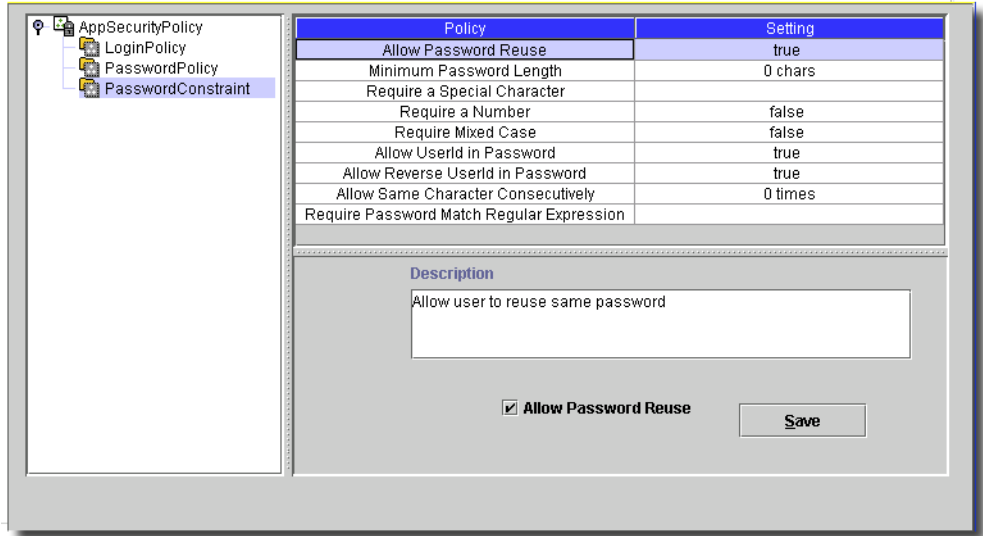 AppSecurityPolicy
LoginPolicy
PasswordPolicy
PasswordConstraint
Policy Setting
Allow Password Reuse true
Minimum Password Length 0 chars
Require a Special Character
Require a Number false
Require Mixed Case false
Allow UserId in Password true
Allow Reverse UserId in Password true
Allow Same Character Consecutively 0 times
Require Password Match Regular Expression
Description
Allow user to reuse same password
Allow Password Reuse
Save